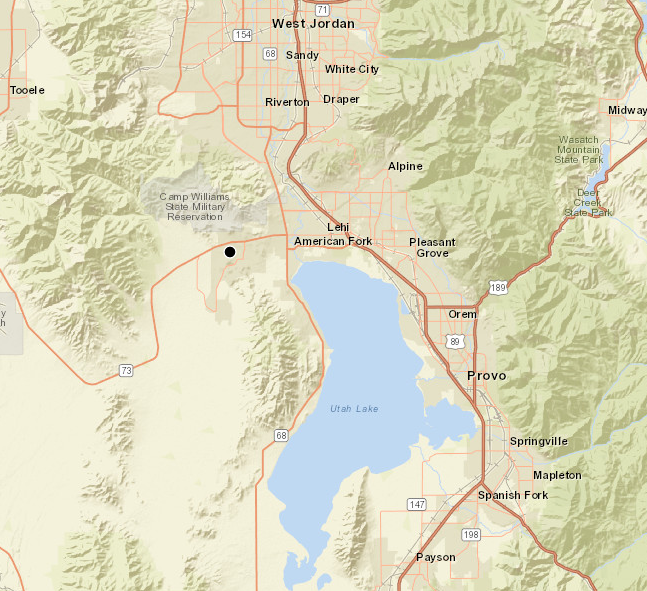 71
West Jordan
154
68
Sandy
White City
Tooele
Riverton
Draper
Midway
Wasatch
Mountain
State Park
Alpine
Camp Williams
State Military
Reservation
Deer
Creek
State Park
Lehi
American Fork
Pleasant
Grove
189
y
h
Orem
89
73
Provo
Utah Lake
68
Springville
Mapleton
Spanish Fork
147
198
Payson